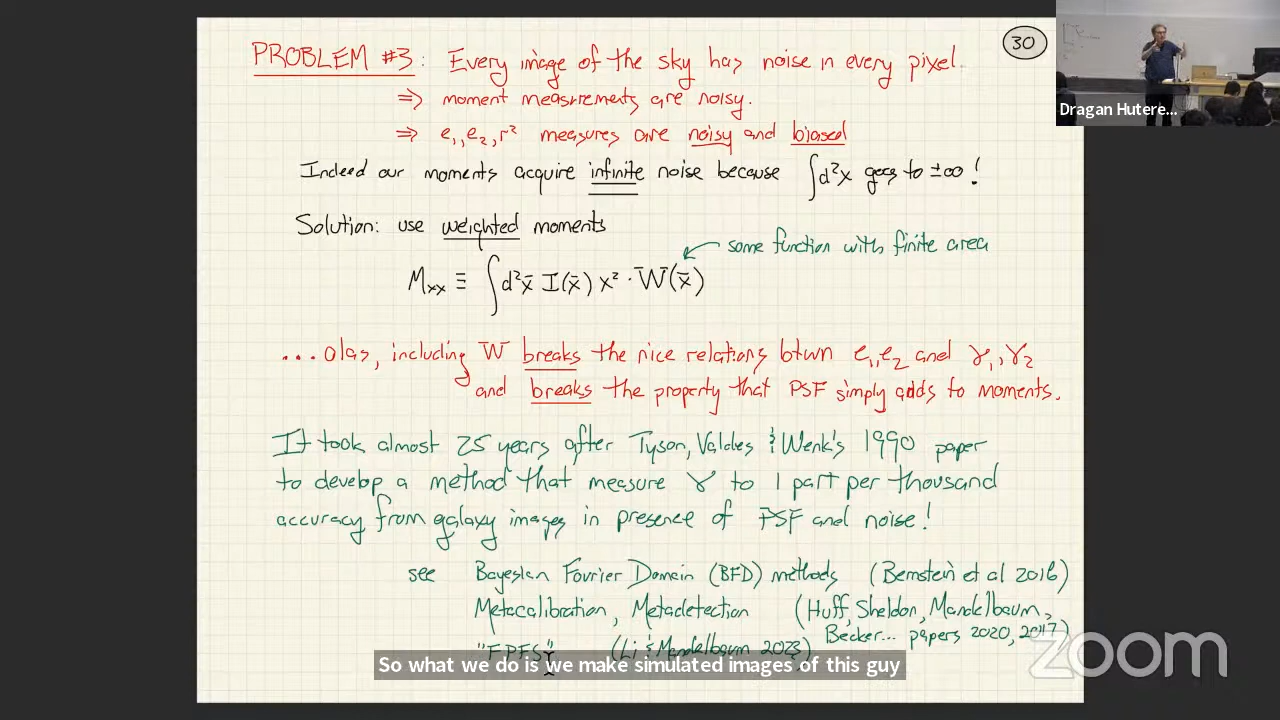 30
PROBLEM #3: Every image of the sky has noise in every pixel.
⇒ moment measurements are noisy.
⇒ e₁, e₂, r² measures are noisy and biased
Indeed our moments acquire infinite noise because ∫d²x goes to ±∞!
Solution: use weighted moments
some function with finite area
Mxx ≡ ∫d²x̄ I(x̄) x² · W(x̄)
... alas, including W breaks the nice relations btwn e₁, e₂ and γ₁, γ₂
and breaks the property that PSF simply adds to moments.
It took almost 25 years after Tyson, Valdes & Wenk's 1990 paper
to develop a method that measure γ to 1 part per thousand
accuracy from galaxy images in presence of PSF and noise!
see Bayesian Fourier Domain (BFD) methods (Bernstein et al 2016)
Metacalibration, Metadetection (Huff, Sheldon, Mandelbaum,
Becker... papers 2020, 2017)
"FPFS" (Li & Mandelbaum 2023)
So what we do is we make simulated images of this guy
Dragan Hutere...
zoom